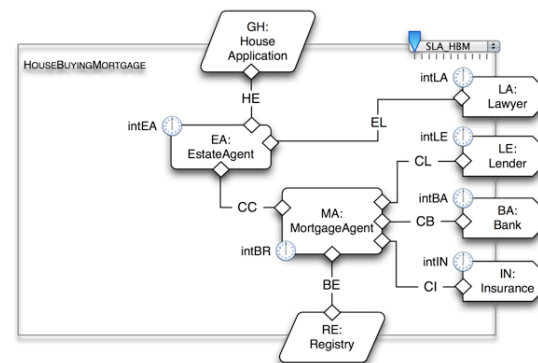 GH:
House
Application
SLA_HBM
HOUSEBUYINGMORTGAGE
intLA
LA:
Lawyer
HE
intEA
EL
EA:
EstateAgent
intLE
LE:
Lender
CL
CC
intBA
BA:
Bank
MA:
MortgageAgent
CB
intBR
intIN
IN:
Insurance
BE
CI
RE:
Registry